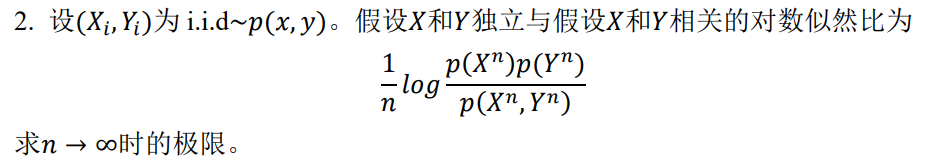 2. 设(Xᵢ, Yᵢ)为 i.i.d~p(x, y)。假设X和Y独立与假设X和Y相关的对数似然比为
1/n log p(Xⁿ)p(Yⁿ)/p(Xⁿ, Yⁿ)
求n → ∞时的极限。